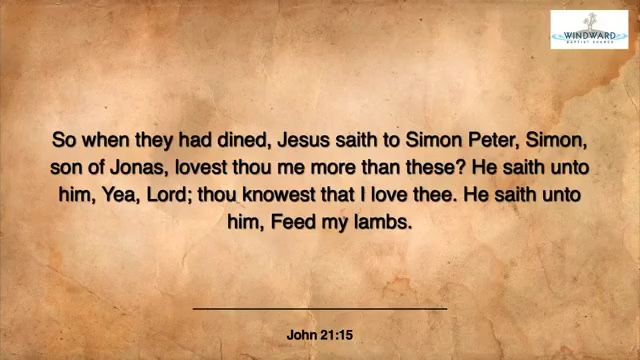 WINDWARD
BAPTIST CHURCH
So when they had dined, Jesus saith to Simon Peter, Simon,
son of Jonas, lovest thou me more than these? He saith unto
him, Yea, Lord; thou knowest that I love thee. He saith unto
him, Feed my lambs.
John 21:15